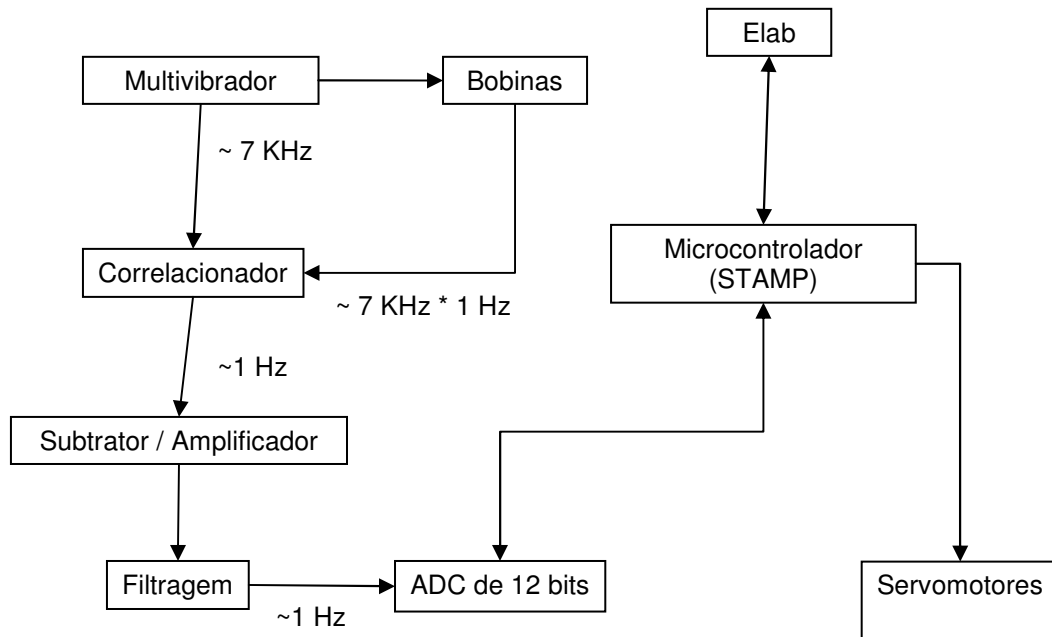 Elab
Multivibrador
Bobinas
~ 7 KHz
Microcontrolador
(STAMP)
Correlacionador
~ 7 KHz * 1 Hz
~1 Hz
Subtrator / Amplificador
Filtragem
ADC de 12 bits
Servomotores
~1 Hz